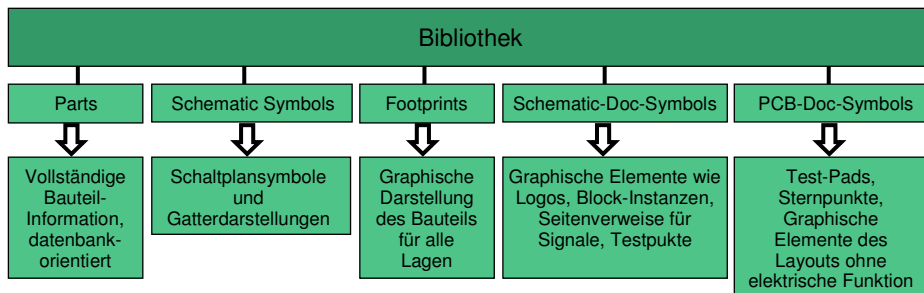 Bibliothek
Parts
Schematic Symbols
Footprints
Schematic-Doc-Symbols
PCB-Doc-Symbols
Vollständige
Bauteil-
Information,
datenbank-
orientiert
Schaltplansymbole
und
Gatterdarstellungen
Graphische
Darstellung
des Bauteils
für alle
Lagen
Graphische Elemente wie
Logos, Block-Instanzen,
Seitenverweise für
Signale, Testpukte
Test-Pads,
Sternpunkte,
Graphische
Elemente des
Layouts ohne
elektrische Funktion